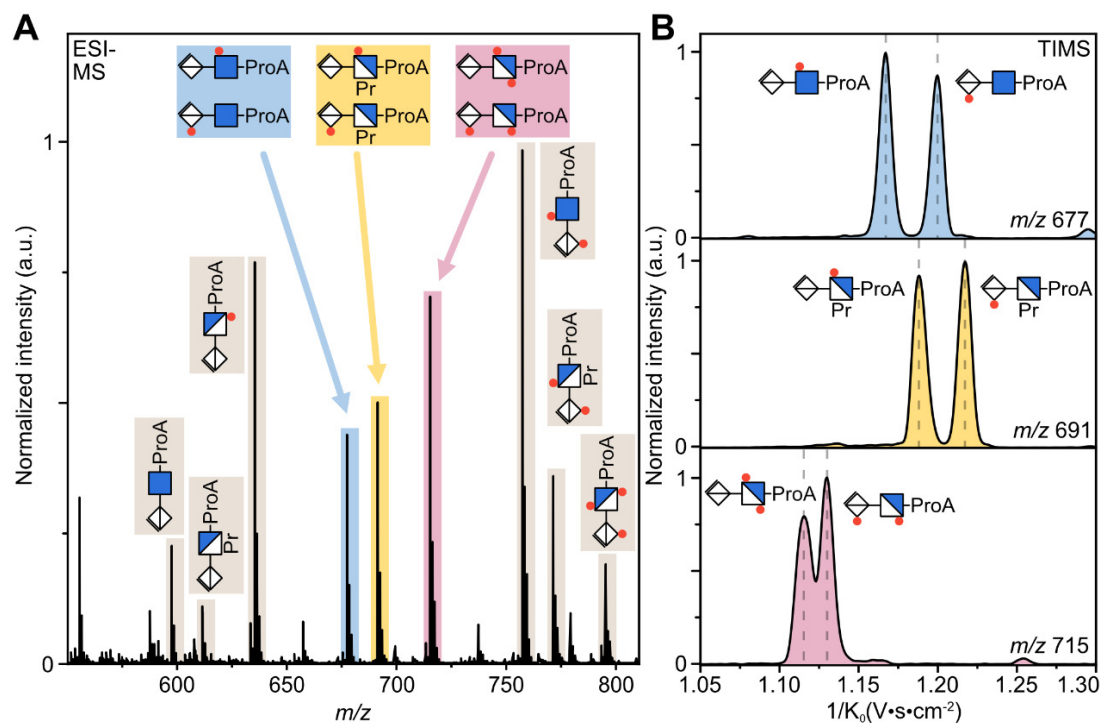 A
ESI-
MS
-ProA
-ProA
-ProA
Pr
-ProA
Pr
-ProA
-ProA
1
0
Normalized intensity (a.u.)
-ProA
-ProA
-ProA
Pr
-ProA
-ProA
Pr
-ProA
600
650
700
750
800
m/z
B
TIMS
1
0
-ProA
-ProA
m/z 677
1
0
-ProA
Pr
-ProA
Pr
m/z 691
1
0
ProA
-ProA
m/z 715
Normalized intensity (a.u.)
Normalized intensity (a.u.)
1.05
1.10
1.15
1.20
1.25
1.30
1/K₀(V•s•cm⁻²)